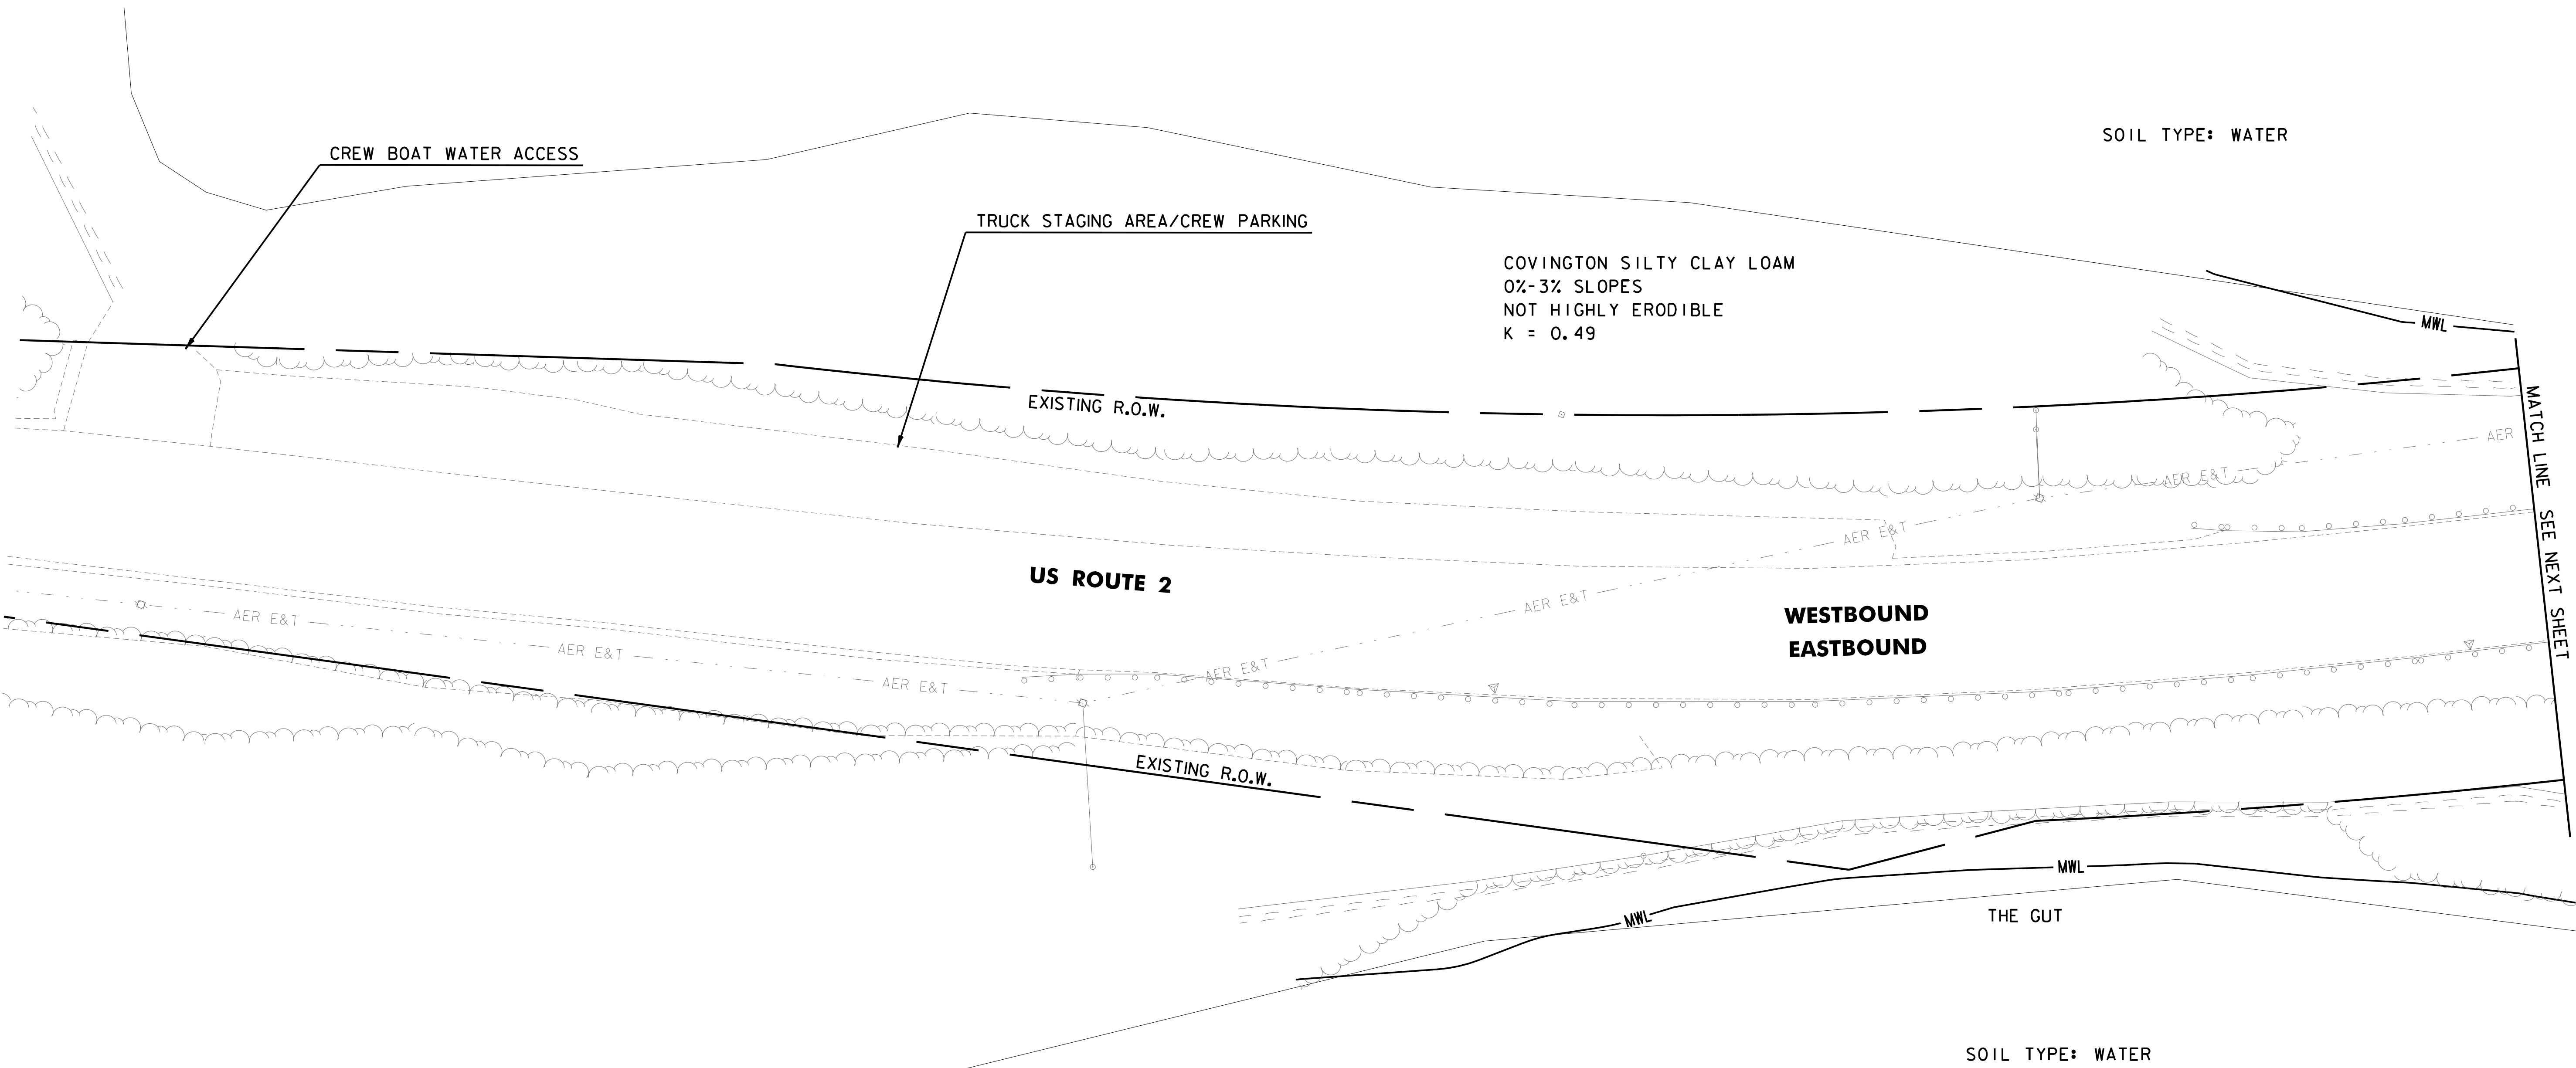 SOIL TYPE: WATER
CREW BOAT WATER ACCESS
TRUCK STAGING AREA/CREW PARKING
COVINGTON SILTY CLAY LOAM
0%-3% SLOPES
NOT HIGHLY ERODIBLE
K = 0.49
MWL
EXISTING R.O.W.
MATCH LINE SEE NEXT SHEET
AER
AER E&T
AER E&T
AER E&T
US ROUTE 2
WESTBOUND
EASTBOUND
AER E&T
AER E&T
AER E&T
AER E&T
EXISTING R.O.W.
MWL
MWL
THE GUT
SOIL TYPE: WATER